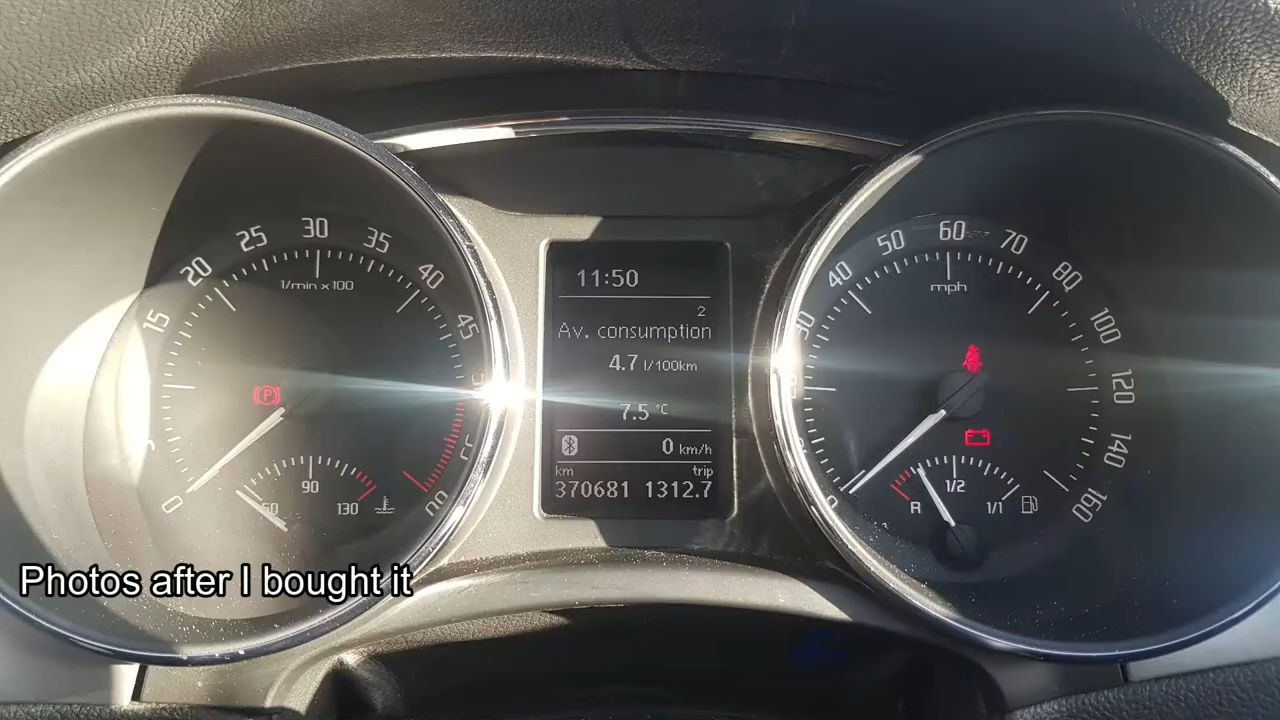 15
20
25
30
35
40
45
1/min x 100
P
0
90
130
11:50
2
Av. consumption
4.7 l/100km
7.5 °C
0 km/h
km trip
370681 1312.7
30
40
50
60
70
80
100
120
140
160
mph
R
1/2
1/1
Photos after I bought it